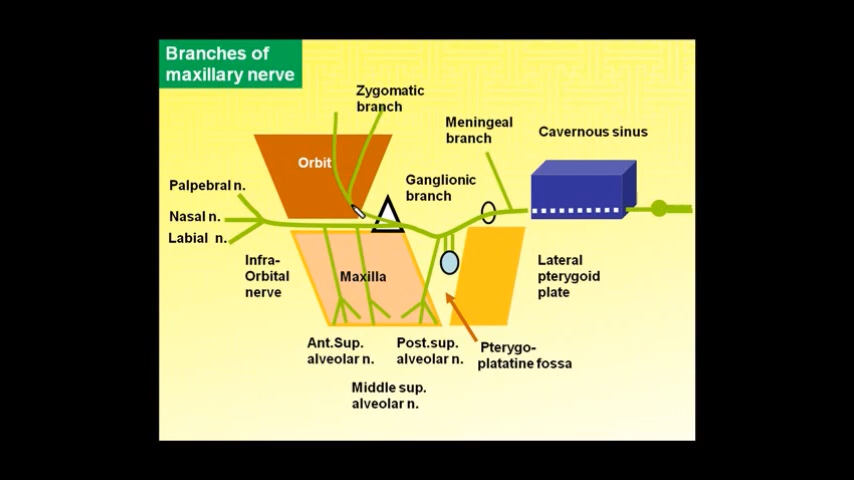 Branches of
maxillary nerve
Zygomatic
branch
Meningeal
branch
Cavernous sinus
Orbit
Ganglionic
branch
Palpebral n.
Nasal n.
Labial n.
Infra-
Orbital
nerve
Maxilla
Lateral
pterygoid
plate
Ant.Sup.
alveolar n.
Post.sup.
alveolar n.
Pterygo-
platatine fossa
Middle sup.
alveolar n.